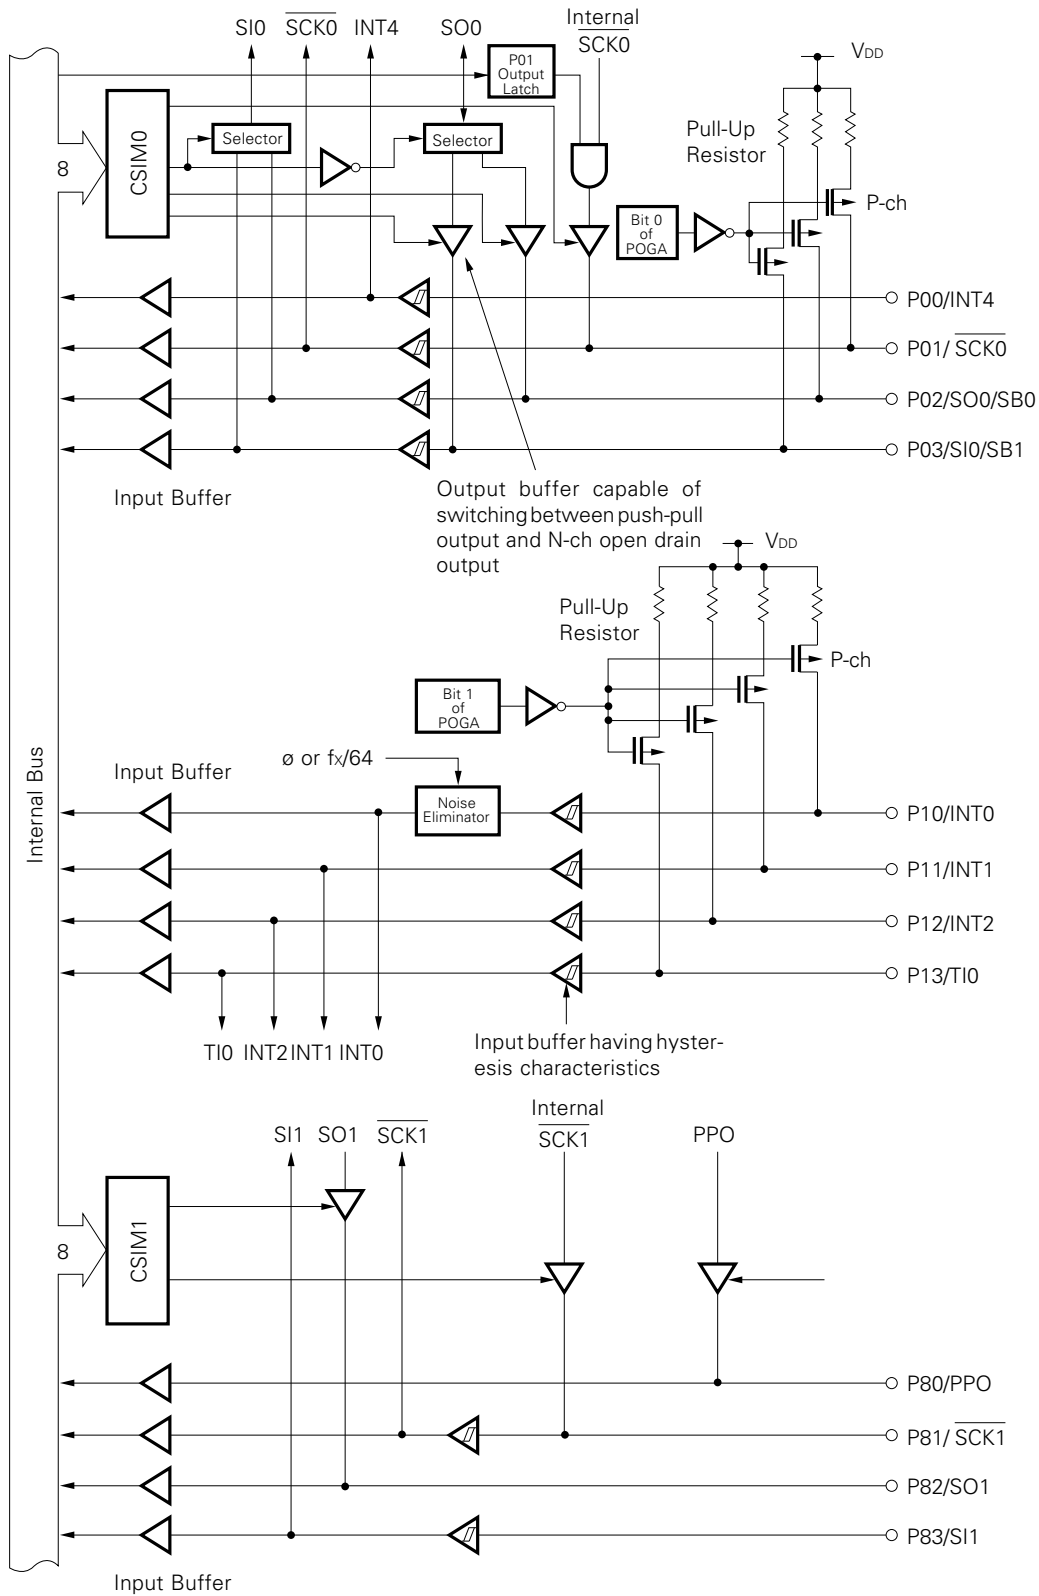 SI0 SCK0 INT4 SO0 Internal SCK0
P01
Output
Latch
VDD
Selector
Selector
Pull-Up
Resistor
8
CSIM0
P-ch
Bit 0
of
POGA
P00/INT4
P01/ SCK0
P02/SO0/SB0
P03/SI0/SB1
Input Buffer
Output buffer capable of
switching between push-pull
output and N-ch open drain
output
VDD
Pull-Up
Resistor
P-ch
Bit 1
of
POGA
Internal Bus
Input Buffer
ø or fX/64
Noise
Eliminator
P10/INT0
P11/INT1
P12/INT2
P13/TI0
TI0 INT2 INT1 INT0
Input buffer having hyster-
esis characteristics
SI1 SO1 SCK1 Internal SCK1 PPO
8
CSIM1
P80/PPO
P81/ SCK1
P82/SO1
P83/SI1
Input Buffer